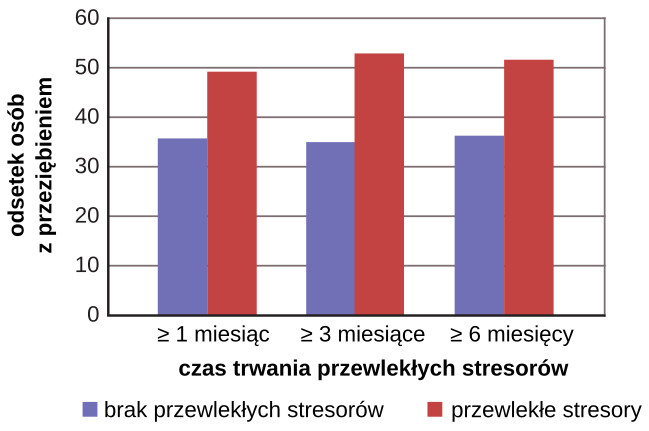 60
50
40
30
20
10
0
odsetek osób
z przeziębieniem
≥ 1 miesiąc
≥ 3 miesiące
≥ 6 miesięcy
czas trwania przewlekłych stresorów
brak przewlekłych stresorów
przewlekłe stresory